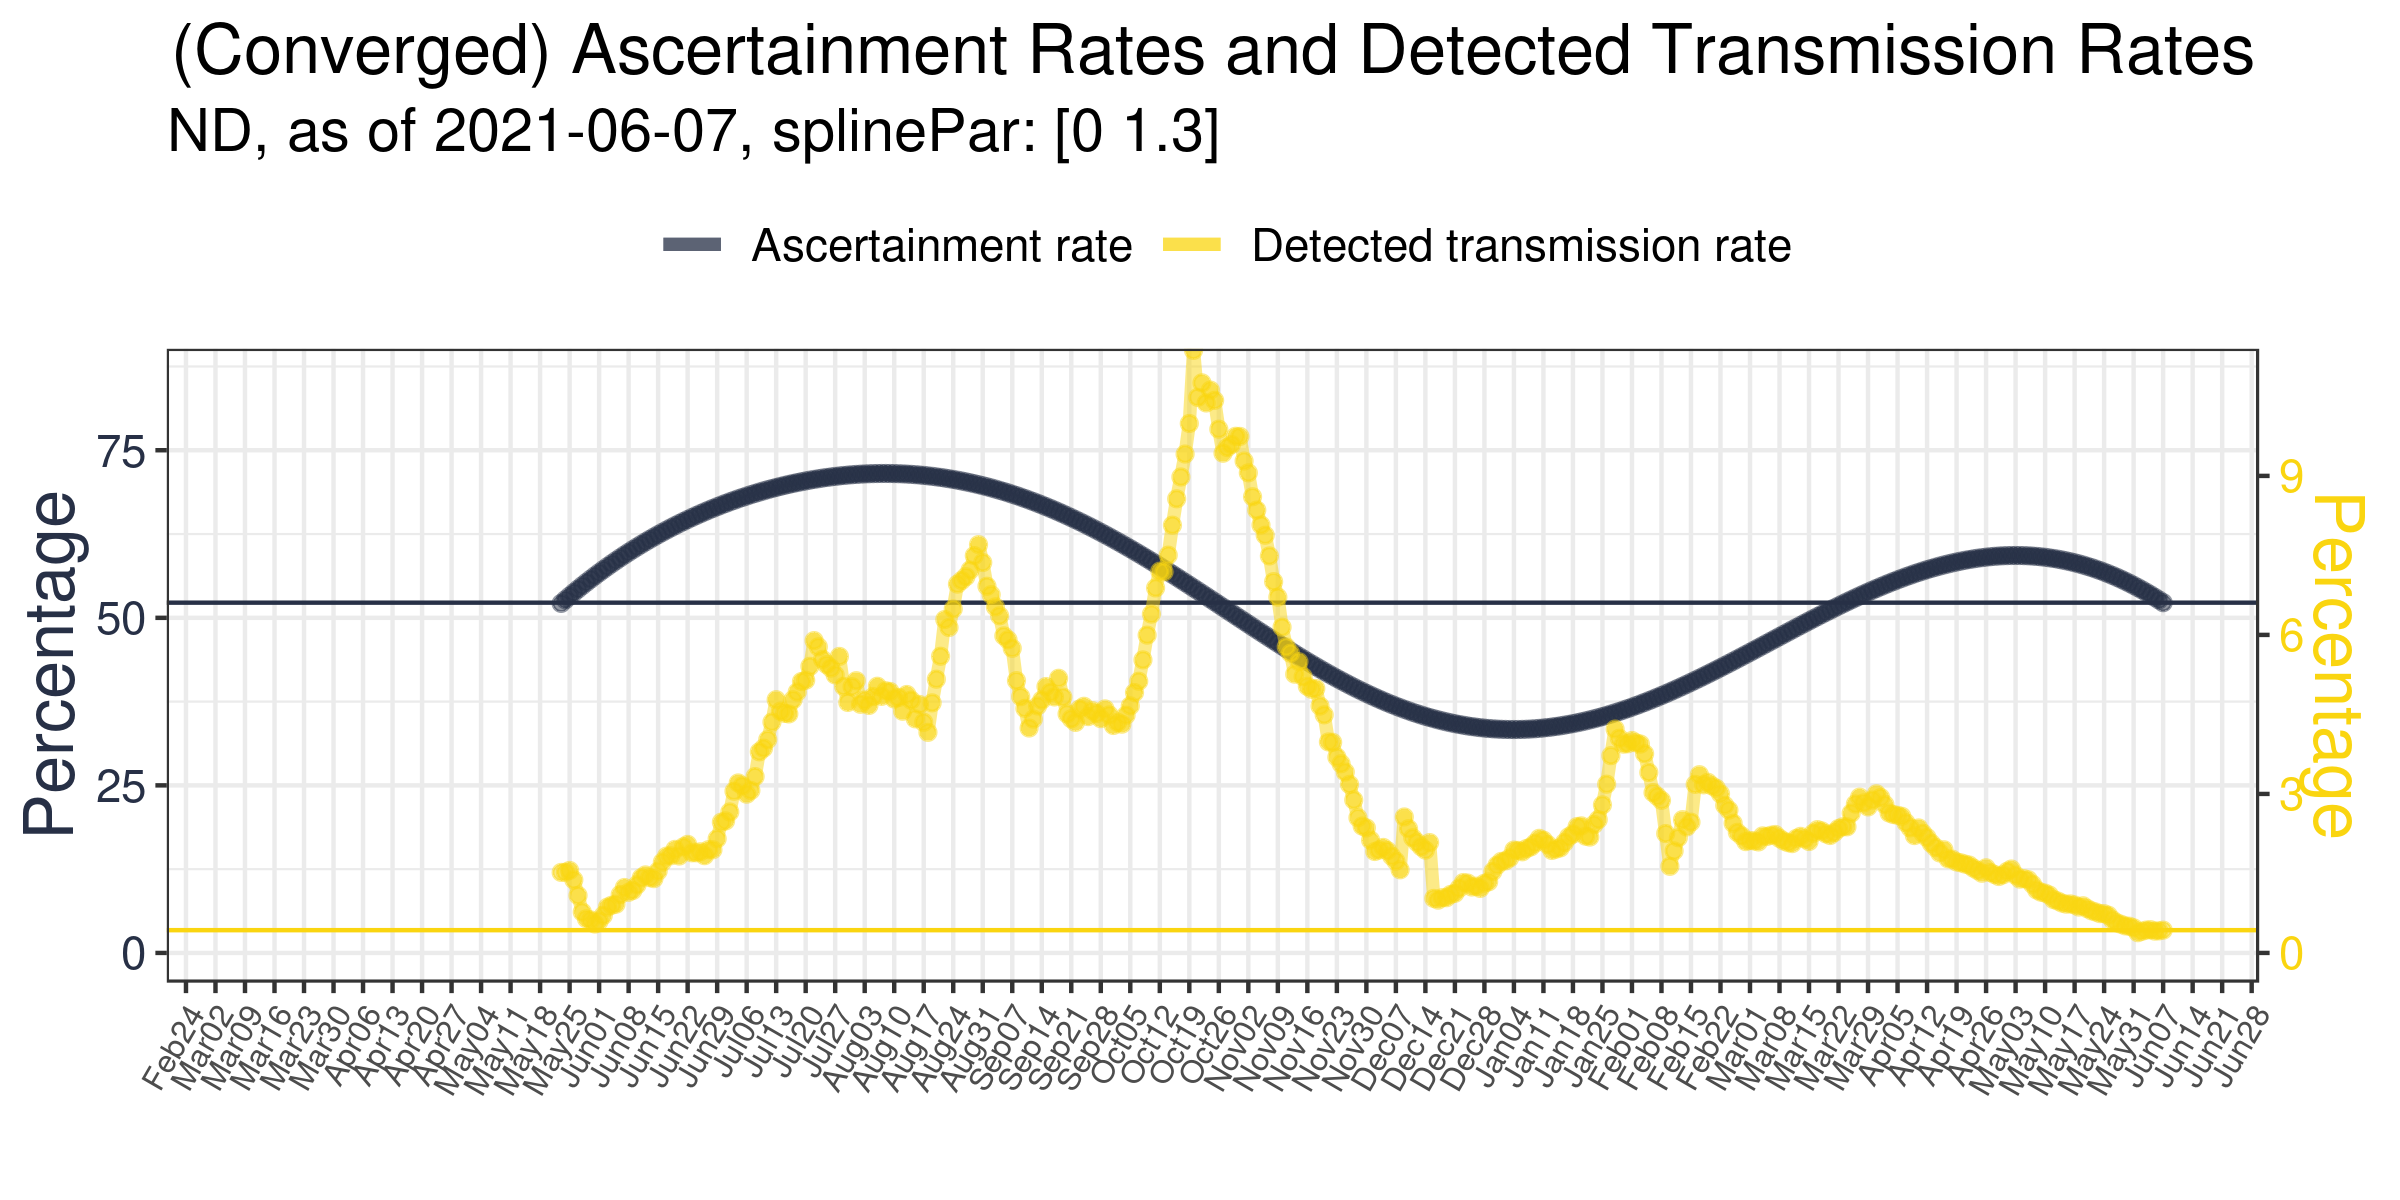 (Converged) Ascertainment Rates and Detected Transmission Rates
ND, as of 2021-06-07, splinePar: [0 1.3]
Ascertainment rate
Detected transmission rate
Percentage
75
50
25
0
9
6
3
0
Percentage
Feb24
Mar02
Mar09
Mar16
Mar23
Mar30
Apr06
Apr13
Apr20
Apr27
May04
May11
May18
May25
Jun01
Jun08
Jun15
Jun22
Jun29
Jul06
Jul13
Jul20
Jul27
Aug03
Aug10
Aug17
Aug24
Aug31
Sep07
Sep14
Sep21
Sep28
Oct05
Oct12
Oct19
Oct26
Nov02
Nov09
Nov16
Nov23
Nov30
Dec07
Dec14
Dec21
Dec28
Jan04
Jan11
Jan18
Jan25
Feb01
Feb08
Feb15
Feb22
Mar01
Mar08
Mar15
Mar22
Mar29
Apr05
Apr12
Apr19
Apr26
May03
May10
May17
May24
May31
Jun07
Jun14
Jun21
Jun28